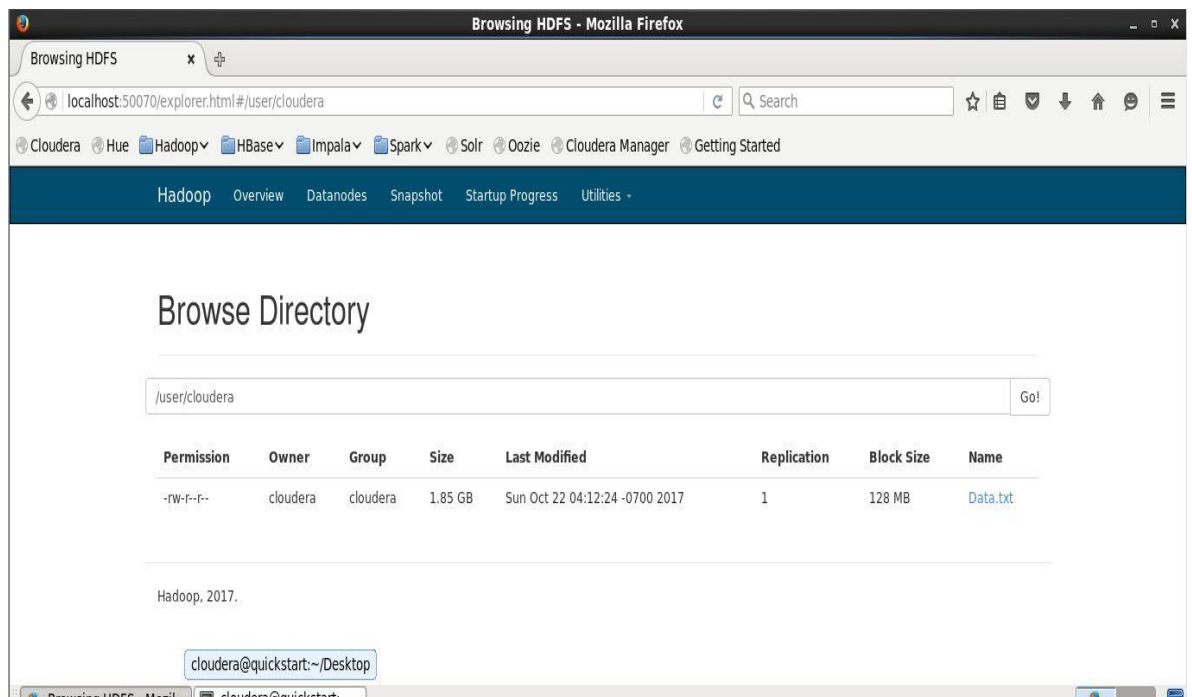 Browsing HDFS - Mozilla Firefox
Browsing HDFS
localhost:50070/explorer.html#/user/cloudera
Search
Cloudera Hue Hadoop HBase Impala Spark Solr Oozie Cloudera Manager Getting Started
Hadoop Overview Datanodes Snapshot Startup Progress Utilities
Browse Directory
/user/cloudera Go!
Permission Owner Group Size Last Modified Replication Block Size Name
-rw-r--r-- cloudera cloudera 1.85 GB Sun Oct 22 04:12:24 -0700 2017 1 128 MB Data.txt
Hadoop, 2017.
cloudera@quickstart:~/Desktop
Browsing HDFS - Mozil... cloudera@quickstart:...